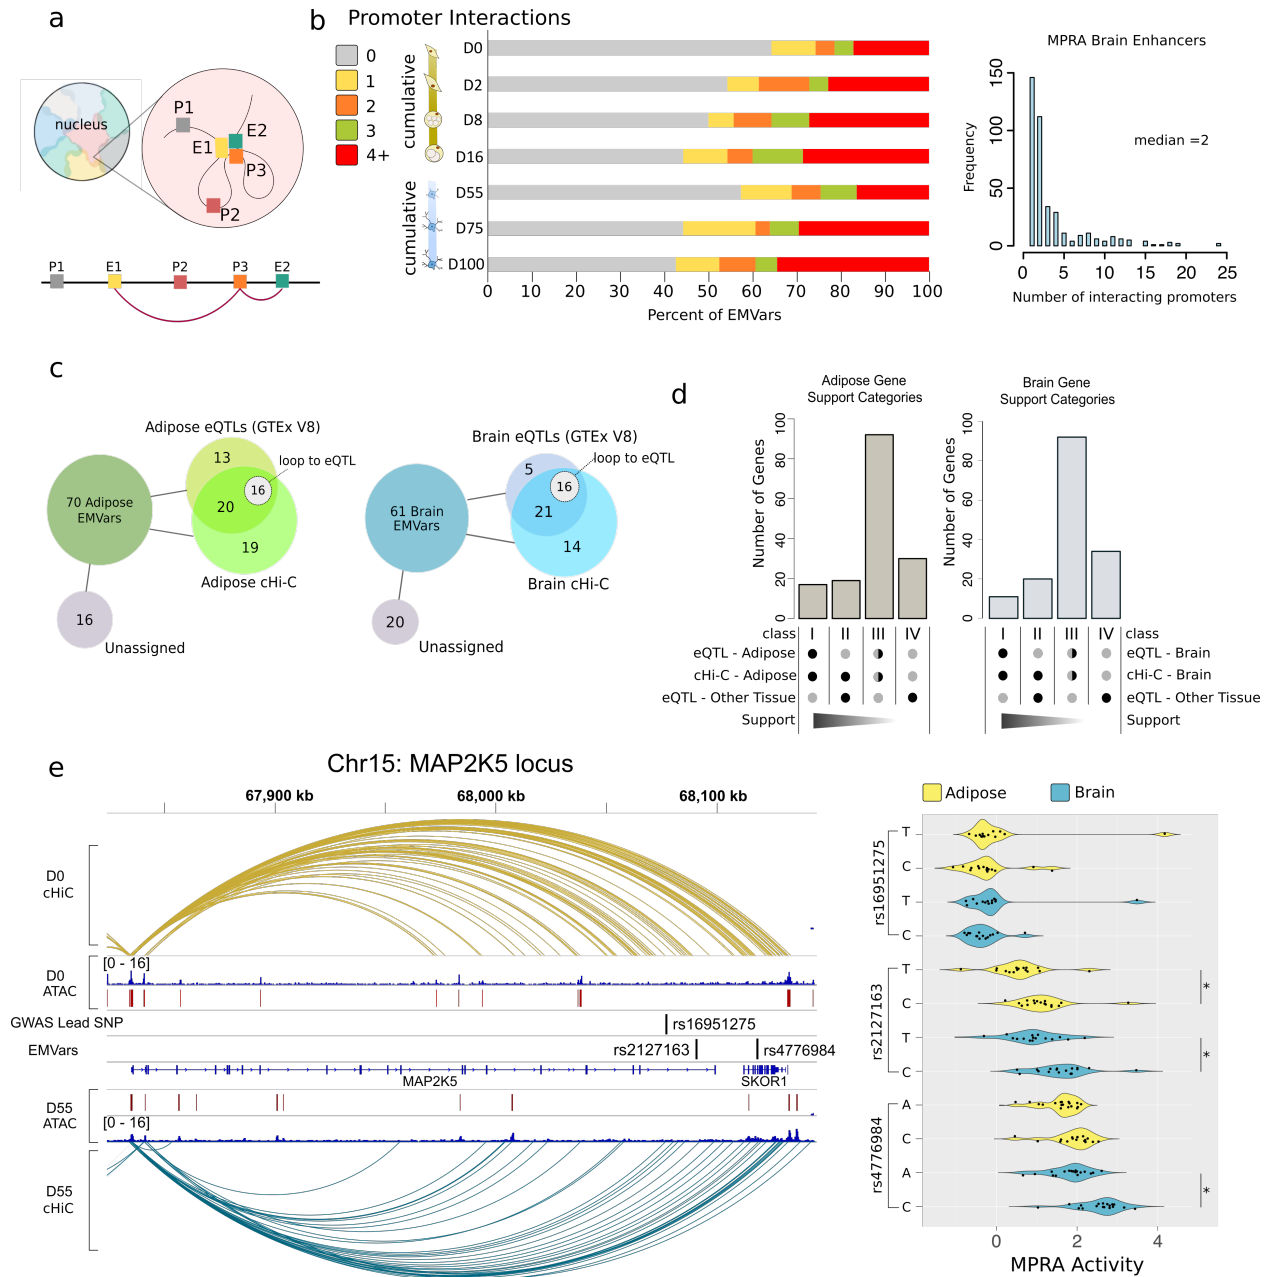 a
nucleus
P1
E1
E2
P3
P2
P1
E1
P2
P3
E2
b
Promoter Interactions
0
1
2
3
4+
cumulative
cumulative
D0
D2
D8
D16
D55
D75
D100
0
10
20
30
40
50
60
70
80
90
100
Percent of EMVars
MPRA Brain Enhancers
median =2
Frequency
0
50
100
150
0
5
10
15
20
25
Number of interacting promoters
c
Adipose eQTLs (GTEx V8)
13
loop to eQTL
16
20
19
70 Adipose
EMVars
Adipose cHi-C
16
Unassigned
Brain eQTLs (GTEx V8)
5
loop to eQTL
16
21
14
61 Brain
EMVars
Brain cHi-C
20
Unassigned
d
Adipose Gene
Support Categories
Number of Genes
0
20
40
60
80
100
class
I
II
III
IV
eQTL - Adipose
cHi-C - Adipose
eQTL - Other Tissue
Support
Brain Gene
Support Categories
Number of Genes
0
20
40
60
80
100
I
II
III
IV
class
eQTL - Brain
cHi-C - Brain
eQTL - Other Tissue
Support
e
Chr15: MAP2K5 locus
67,900 kb
68,000 kb
68,100 kb
D0
cHiC
[0 - 16]
D0
ATAC
GWAS Lead SNP
rs16951275
EMVars
rs2127163
rs4776984
MAP2K5
SKOR1
D55
ATAC
[0 - 16]
D55
cHiC
Adipose
Brain
rs16951275
T
C
T
C
rs2127163
T
C
T
C
*
*
rs4776984
A
C
A
C
*
0
2
4
MPRA Activity